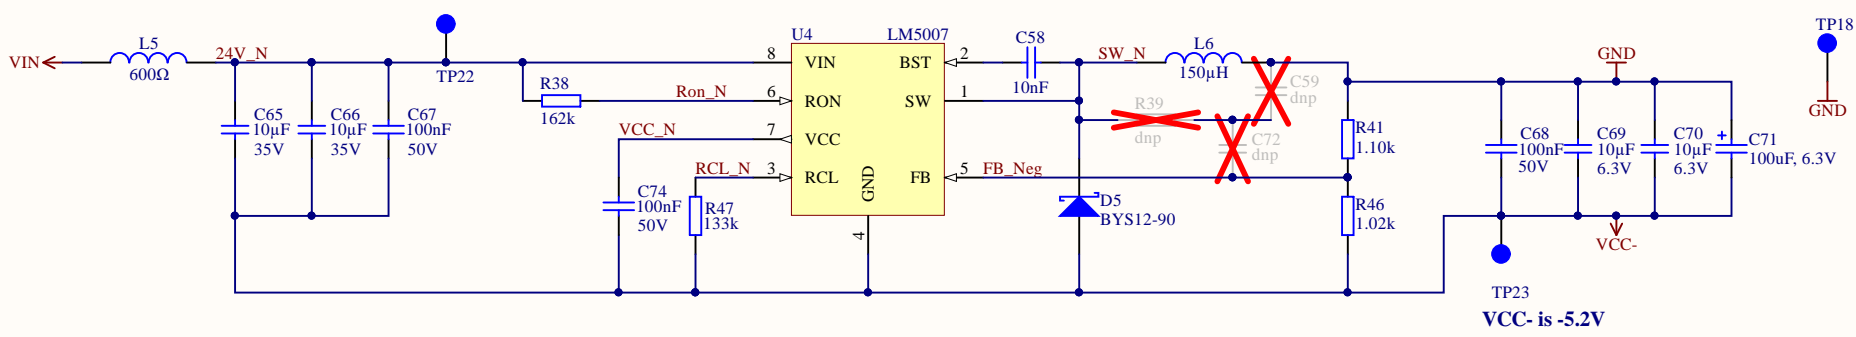 VIN
L5
600Ω
24V_N
TP22
C65
10µF
35V
C66
10µF
35V
C67
100nF
50V
R38
162k
Ron_N
VCC_N
RCL_N
C74
100nF
50V
R47
133k
U4
LM5007
8
VIN
6
RON
7
VCC
3
RCL
GND
4
BST
2
SW
1
FB
5
C58
10nF
SW_N
L6
150µH
C59
dnp
R39
dnp
C72
dnp
FB_Neg
D5
BYS12-90
R41
1.10k
R46
1.02k
GND
C68
100nF
50V
C69
10µF
6.3V
C70
10µF
6.3V
+
C71
100uF, 6.3V
VCC-
TP23
VCC- is -5.2V
TP18
GND